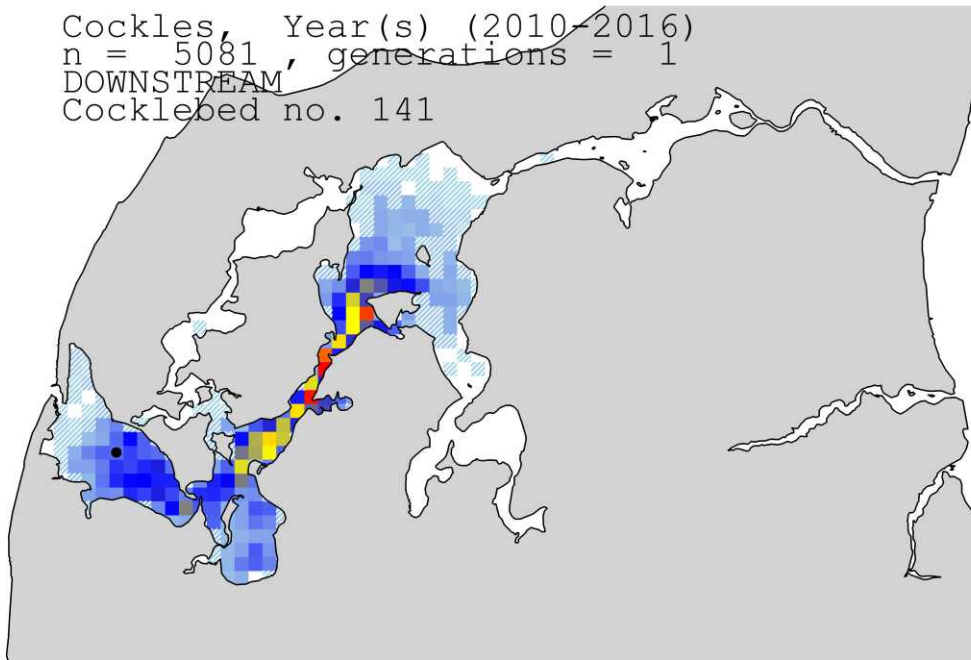 Cockles, Year(s) (2010-2016)
n = 5081 , generations = 1
DOWNSTREAM
Cocklebed no. 141